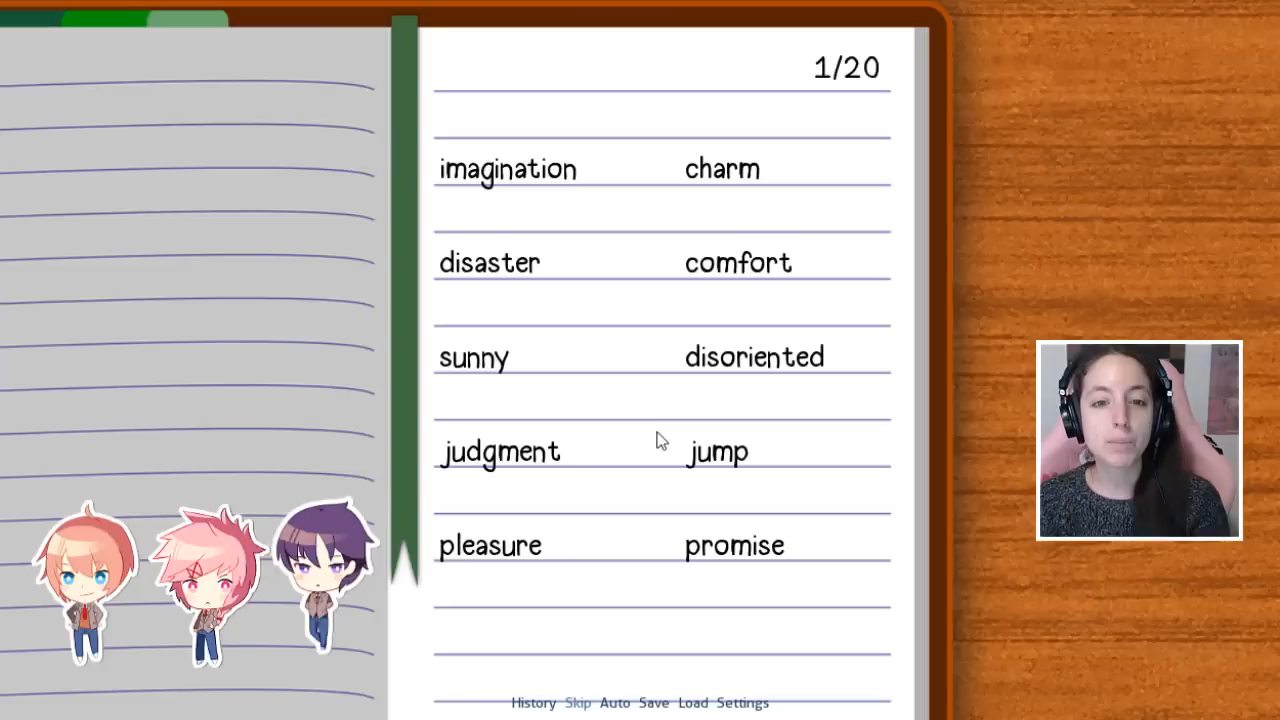 1/20
imagination charm
disaster comfort
sunny disoriented
judgment jump
pleasure promise
History Skip Auto Save Load Settings